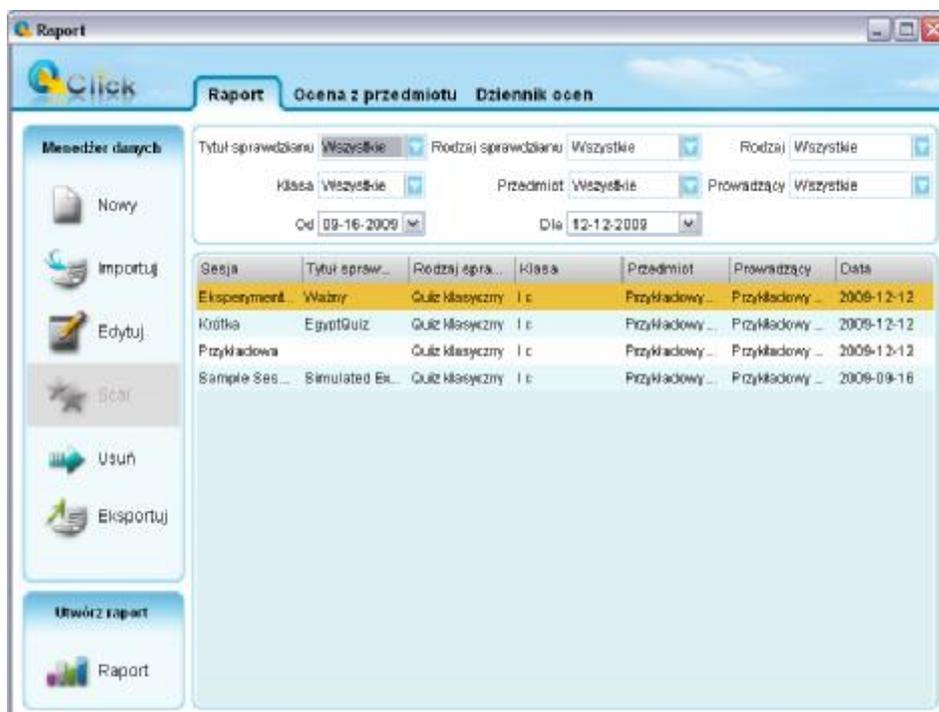 Raport
QClick
Raport Ocena z przedmiotu Dziennik ocen
Menedżer danych
Nowy
Importuj
Edytuj
Scal
Usuń
Eksportuj
Utwórz raport
Raport
Tytuł sprawdzianu Wszystkie Rodzaj sprawdzianu Wszystkie Rodzaj Wszystkie
Klasa Wszystkie Przedmiot Wszystkie Prowadzący Wszystkie
Od 09-16-2009 Dla 12-12-2009
Sesja Tytuł spraw... Rodzaj spra... Klasa Przedmiot Prowadzący Data
Eksperyment... Ważny Quiz klasyczny I c Przykładowy ... Przykładowy ... 2009-12-12
Krótka EgyptQuiz Quiz klasyczny I c Przykładowy ... Przykładowy ... 2009-12-12
Przykładowa Quiz klasyczny I c Przykładowy ... Przykładowy ... 2009-12-12
Sample Ses... Simulated Ex... Quiz klasyczny I c Przykładowy ... Przykładowy ... 2009-09-16